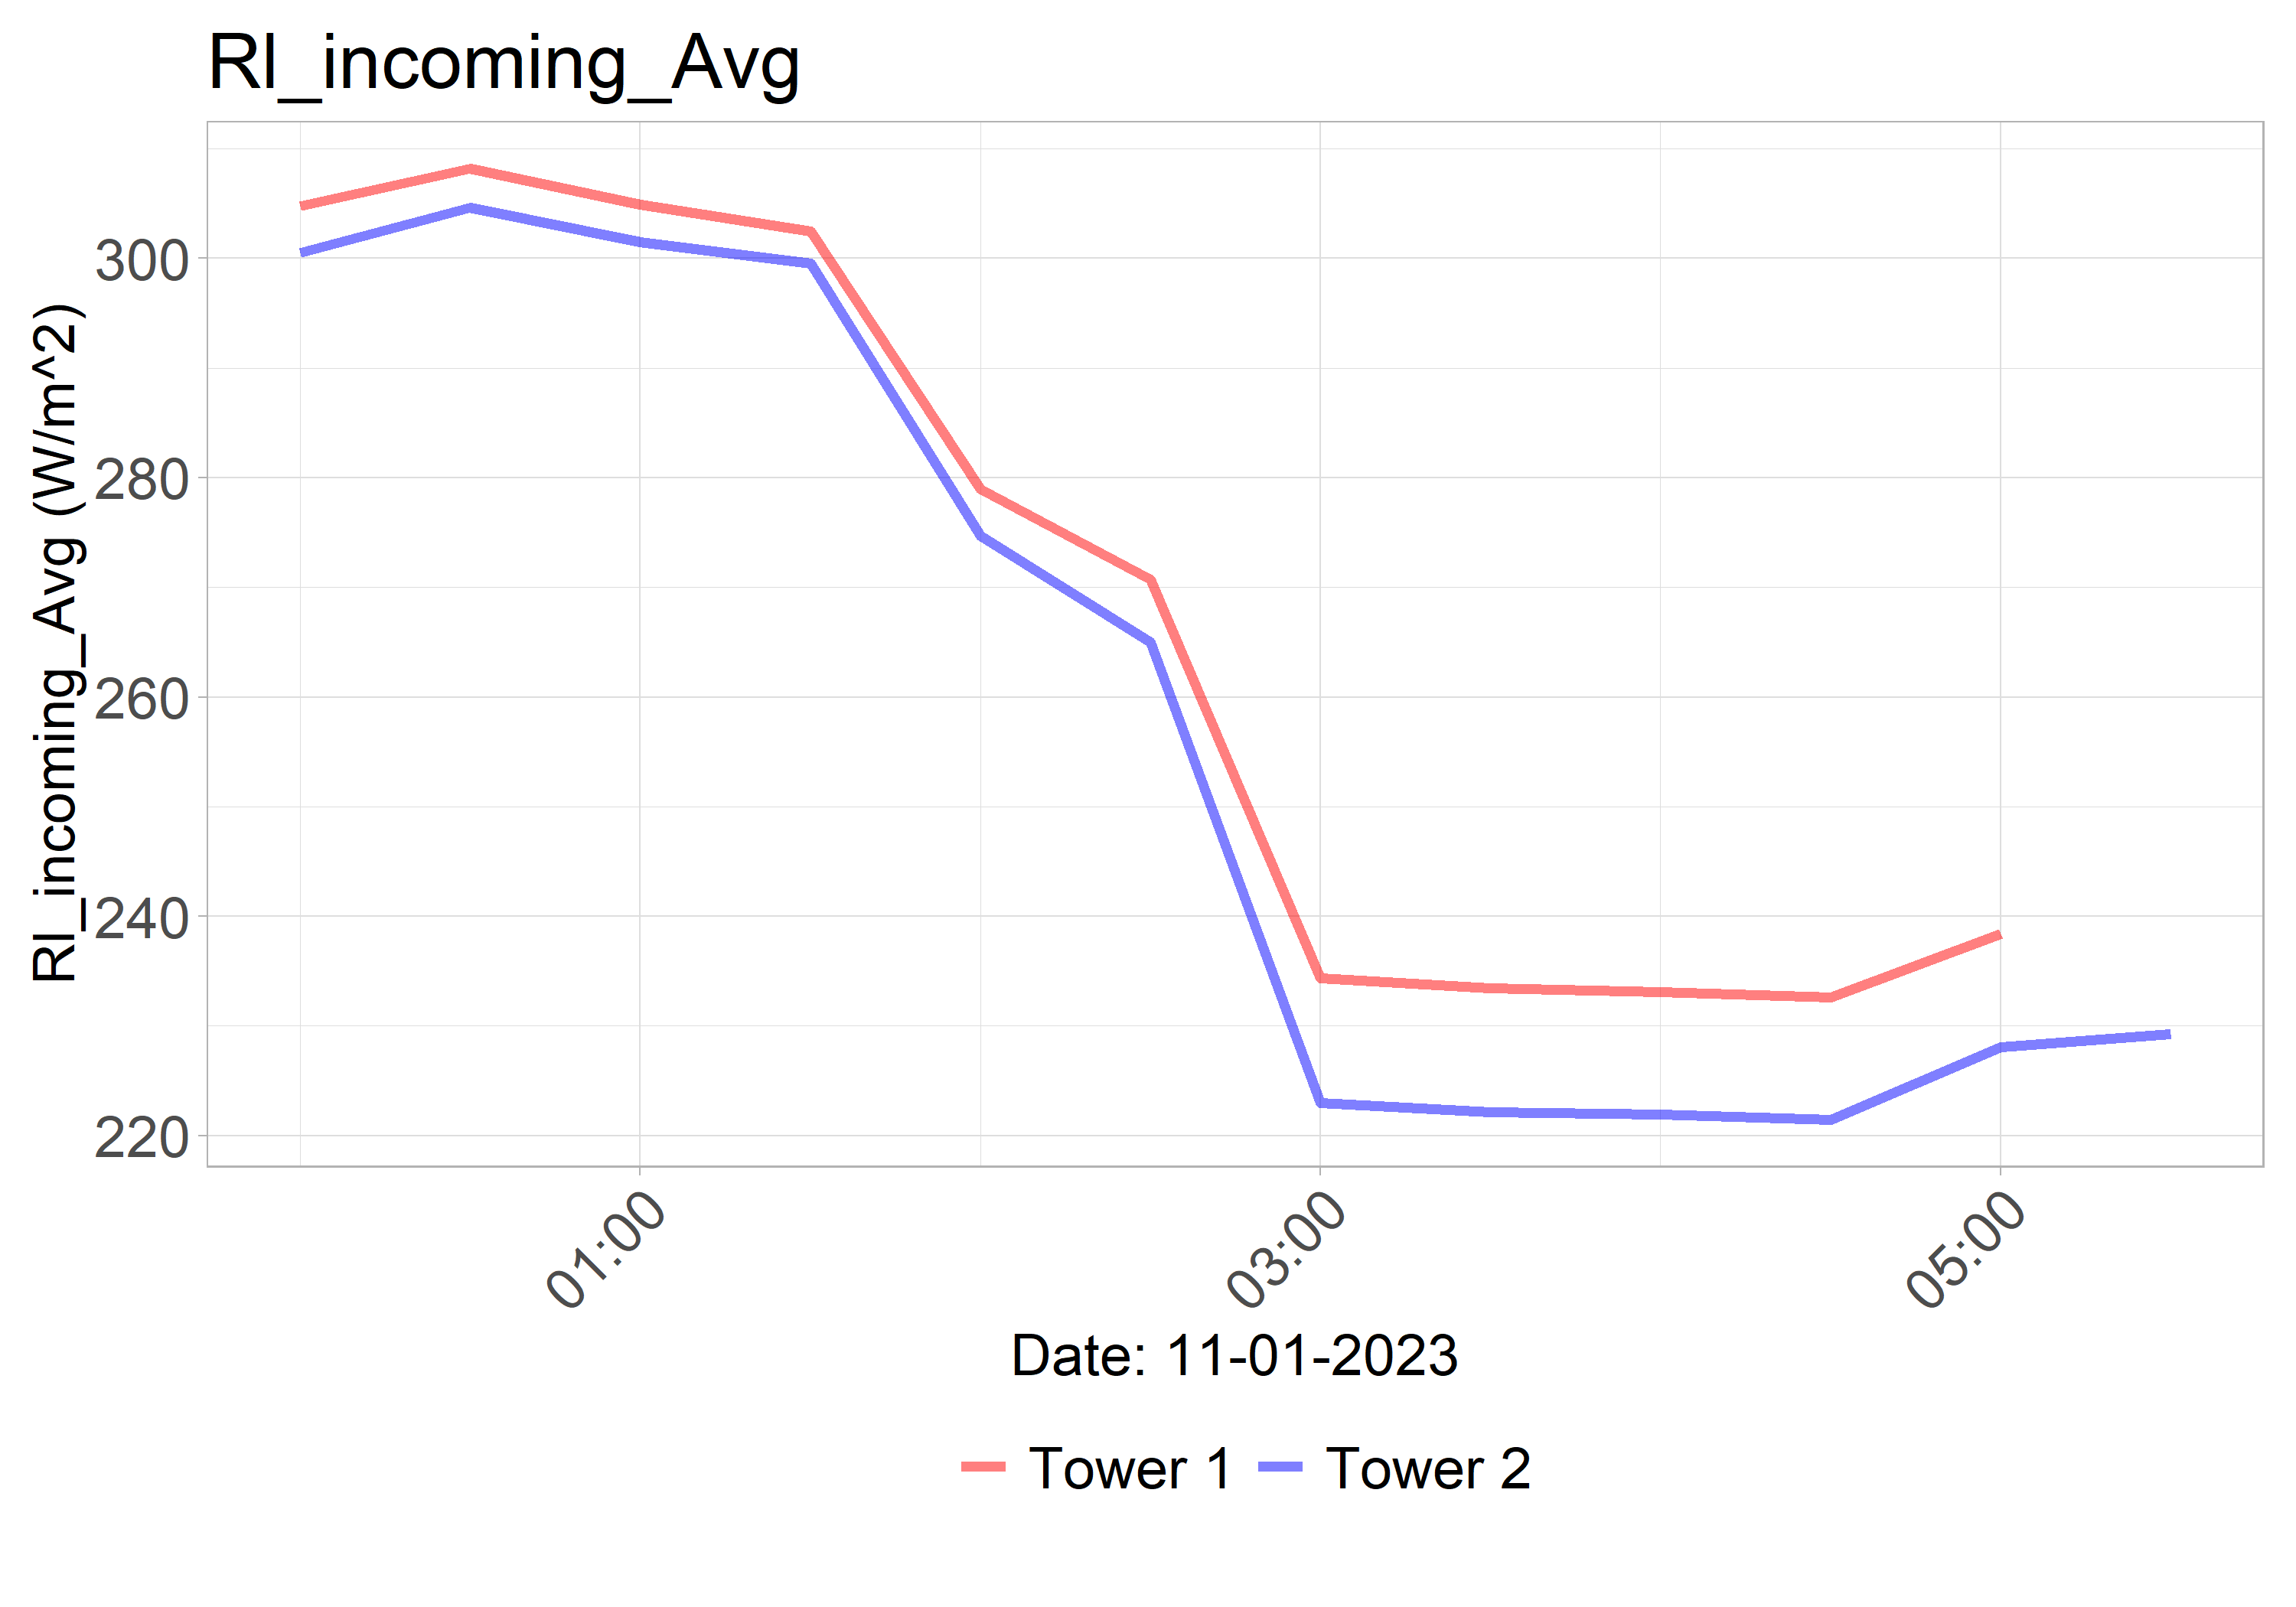 Rl_incoming_Avg
Rl_incoming_Avg (W/m^2)
300
280
260
240
220
01:00
03:00
05:00
Date: 11-01-2023
Tower 1
Tower 2